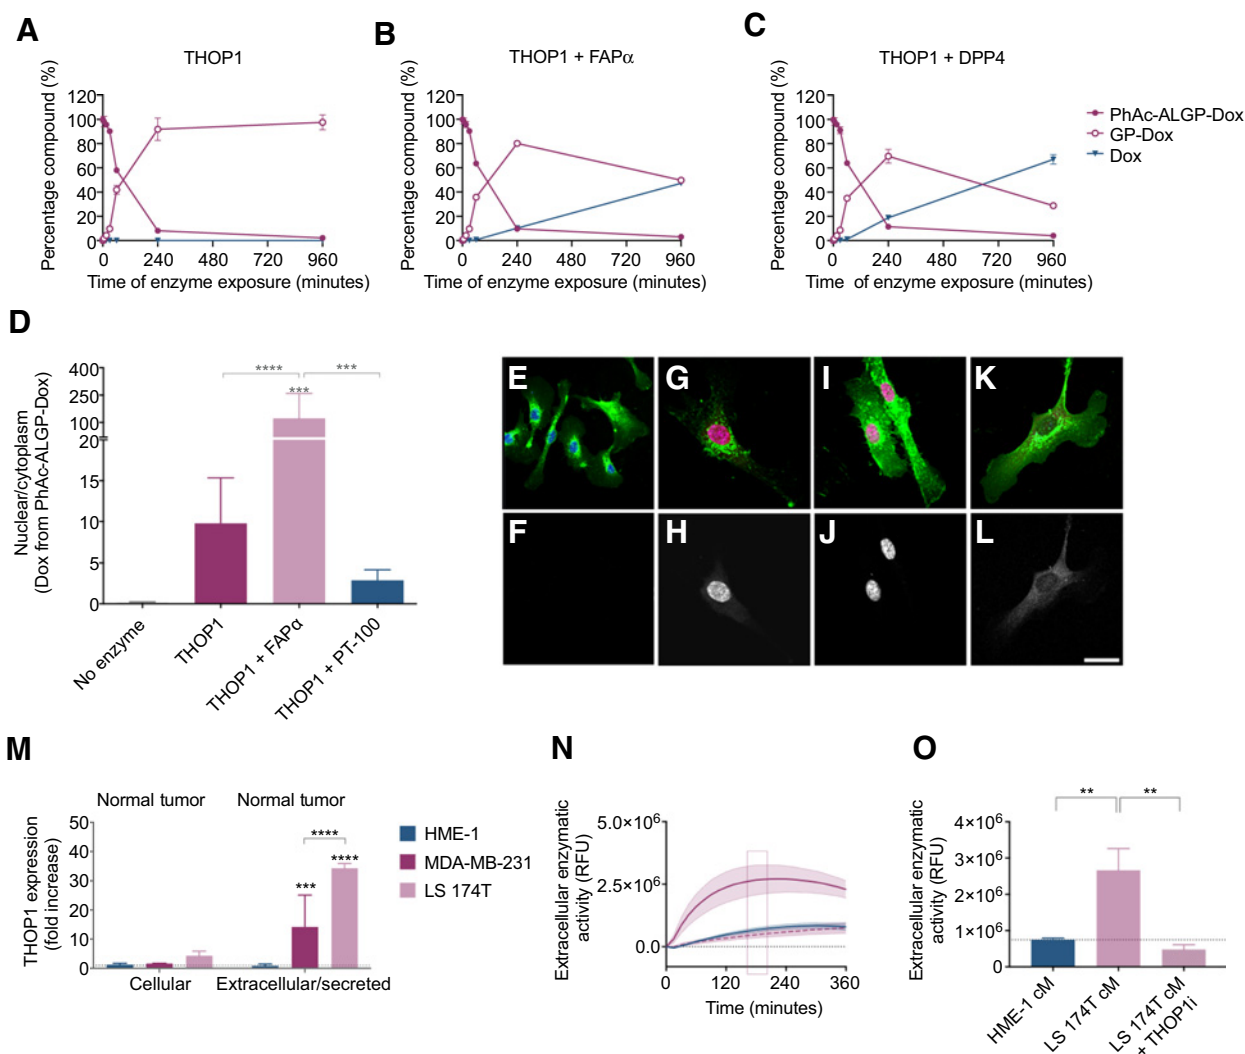 A
THOP1
Percentage compound (%)
120
100
80
60
40
20
0
0 240 480 720 960
Time of enzyme exposure (minutes)
B
THOP1 + FAPα
Percentage compound (%)
120
100
80
60
40
20
0
0 240 480 720 960
Time of enzyme exposure (minutes)
C
THOP1 + DPP4
Percentage compound (%)
120
100
80
60
40
20
0
0 240 480 720 960
Time of enzyme exposure (minutes)
PhAc-ALGP-Dox
GP-Dox
Dox
D
Nuclear/cytoplasm
(Dox from PhAc-ALGP-Dox)
400
250
100
20
15
10
5
0
**** ***
***
No enzyme
THOP1
THOP1 + FAPα
THOP1 + PT-100
E G I K
F H J L
M
Normal tumor Normal tumor
THOP1 expression
(fold increase)
50
40
30
20
10
0
****
****
***
Cellular Extracellular/secreted
HME-1
MDA-MB-231
LS 174T
N
Extracellular enzymatic
activity (RFU)
5.0×10⁶
2.5×10⁶
0.0
0 120 240 360
Time (minutes)
O
Extracellular enzymatic
activity (RFU)
** **
4×10⁶
3×10⁶
2×10⁶
1×10⁶
0
HME-1 cM
LS 174T cM
LS 174T cM
+ THOP1i